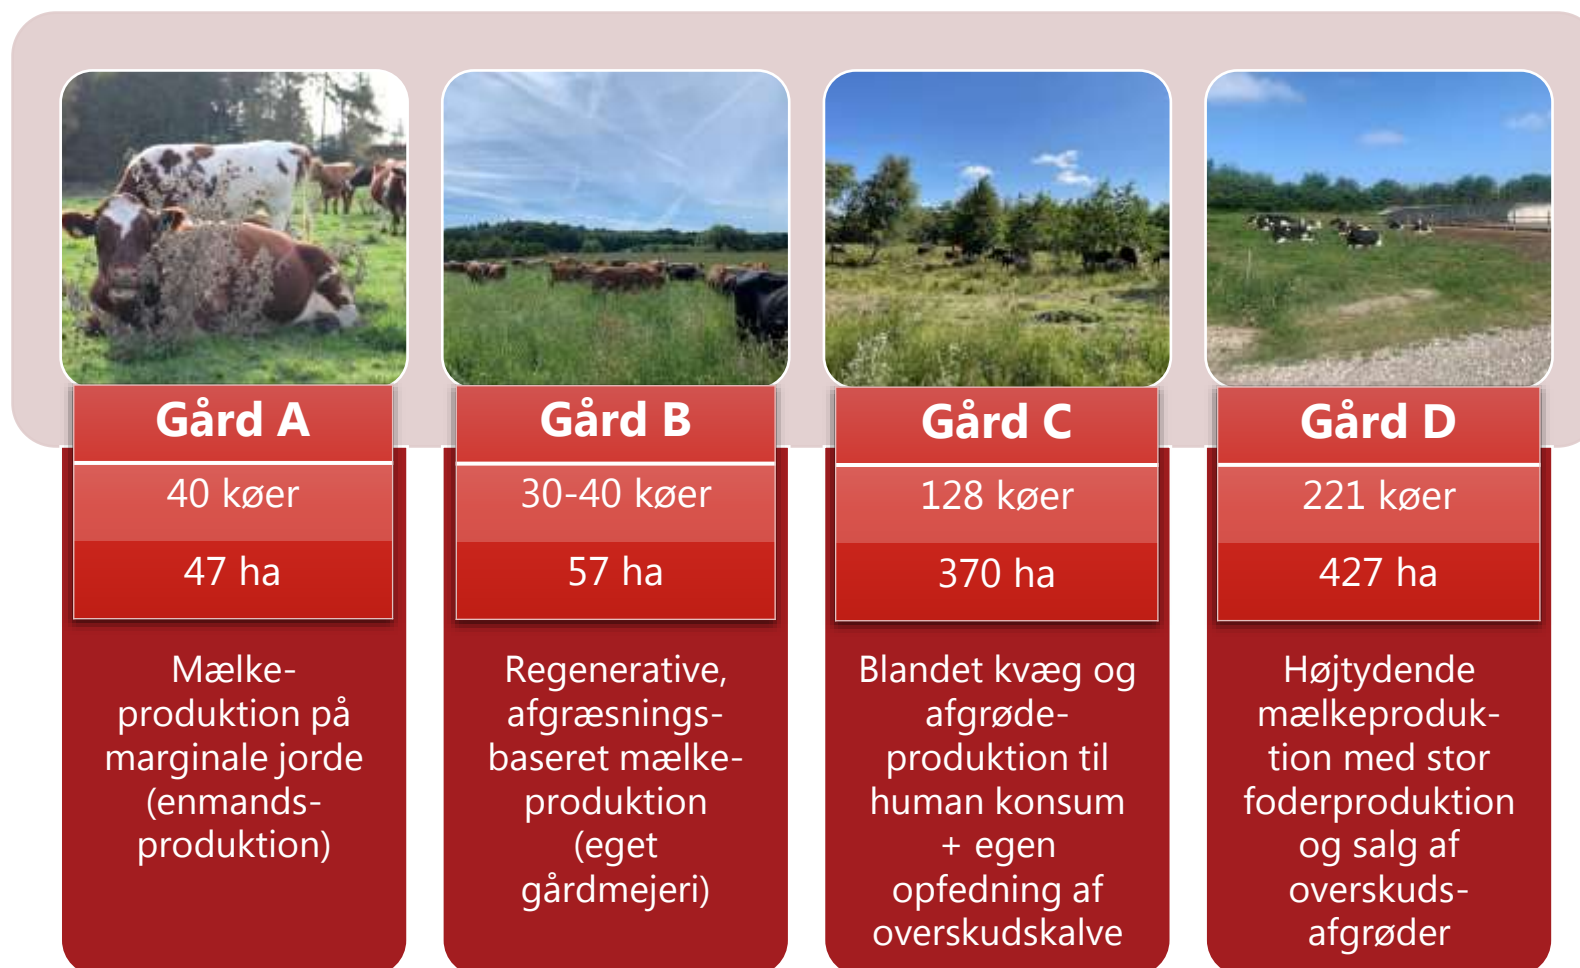 Gård A
40 køer
47 ha
Mælke-
produktion på
marginale jorde
(enmands-
produktion)
Gård B
30-40 køer
57 ha
Regenerative,
afgræsnings-
baseret mælke-
produktion
(eget
gårdmejeri)
Gård C
128 køer
370 ha
Blandet kvæg og
afgrøde-
produktion til
human konsum
+ egen
opfedning af
overskudskalve
Gård D
221 køer
427 ha
Højtydende
mælkeproduk-
tion med stor
foderproduktion
og salg af
overskuds-
afgrøder